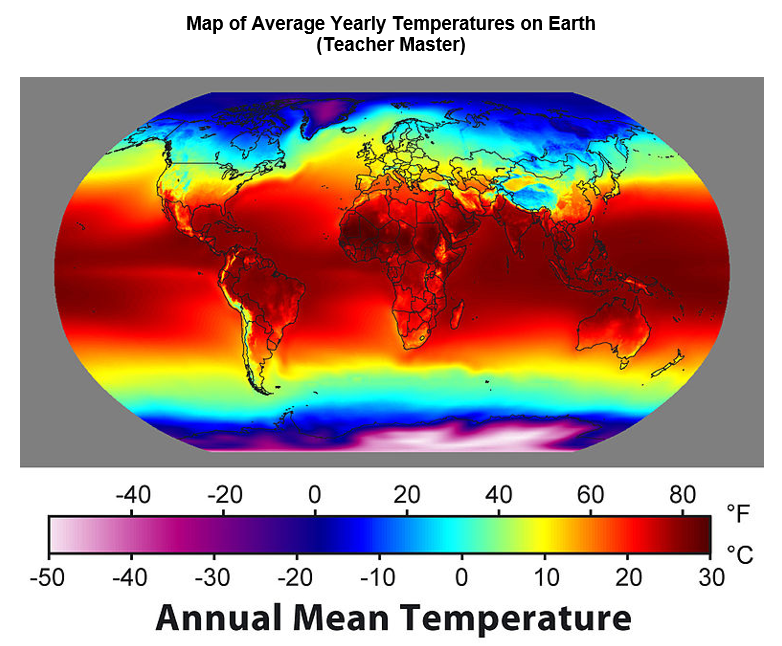 Map of Average Yearly Temperatures on Earth
(Teacher Master)
-40 -20 0 20 40 60 80 °F
-50 -40 -30 -20 -10 0 10 20 30 °C
Annual Mean Temperature